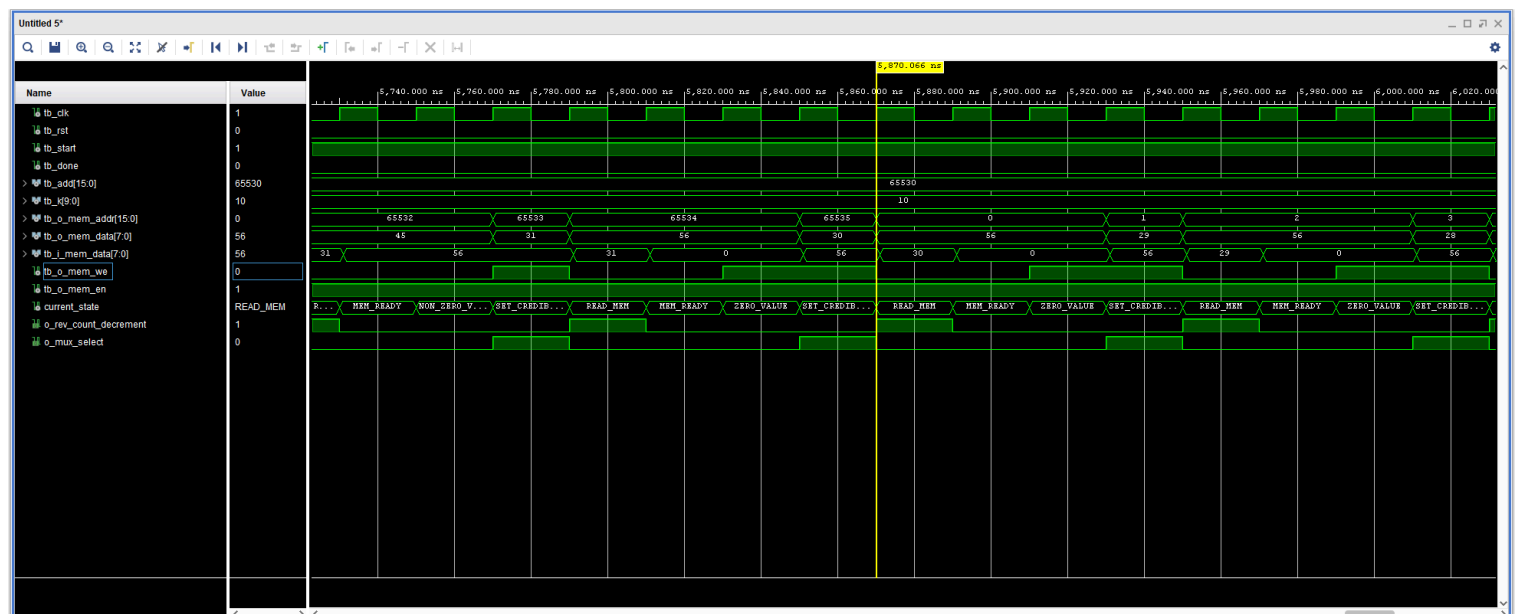 Untitled 5*
5,870.066 ns
Name Value
5,740.000 ns 5,760.000 ns 5,780.000 ns 5,800.000 ns 5,820.000 ns 5,840.000 ns 5,860.000 ns 5,880.000 ns 5,900.000 ns 5,920.000 ns 5,940.000 ns 5,960.000 ns 5,980.000 ns 6,000.000 ns 6,020.000
tb_clk 1
tb_rst 0
tb_start 1
tb_done 0
tb_add[15:0] 65530 65530
tb_k[9:0] 10 10
tb_o_mem_addr[15:0] 0 65532 65533 65534 65535 0 1 2 3
tb_o_mem_data[7:0] 56 45 31 56 30 56 29 56 28
tb_i_mem_data[7:0] 56 31 56 31 0 56 30 0 56 29 0 56
tb_o_mem_we 0
tb_o_mem_en 1
current_state READ_MEM R... MEM_READY NON_ZERO_V... SET_CREDIB... READ_MEM MEM_READY ZERO_VALUE SET_CREDIB... READ_MEM MEM_READY ZERO_VALUE SET_CREDIB... READ_MEM MEM_READY ZERO_VALUE SET_CREDIB...
o_rev_count_decrement 1
o_mux_select 0